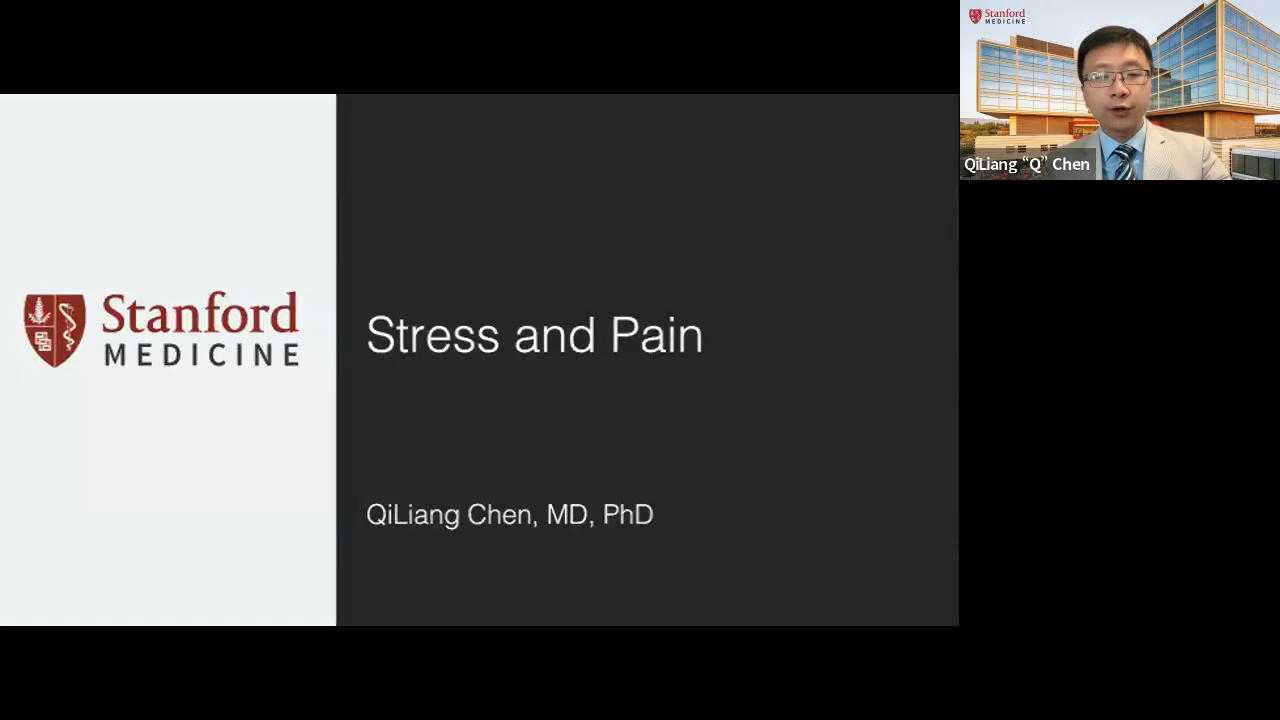 Stanford
MEDICINE
Stress and Pain
QiLiang Chen, MD, PhD
Stanford
MEDICINE
QiLiang “Q” Chen